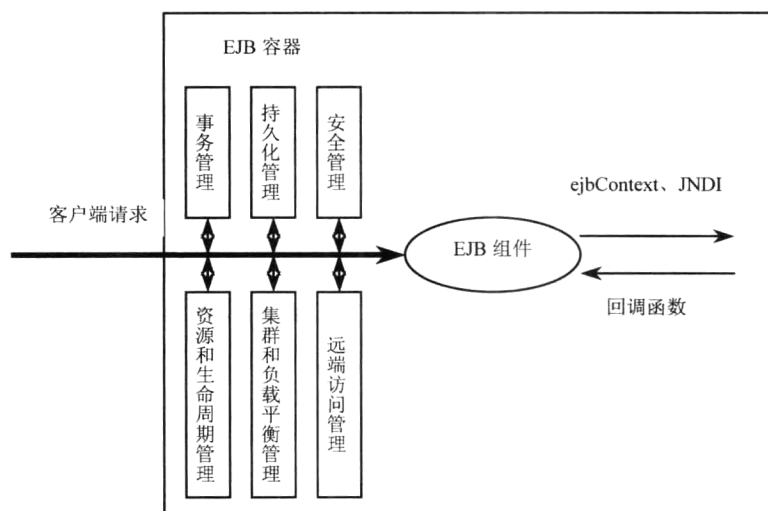 EJB 容器
事务管理
持久化管理
安全管理
ejbContext、JNDI
客户端请求
EJB 组件
回调函数
资源和生命周期管理
集群和负载平衡管理
远端访问管理